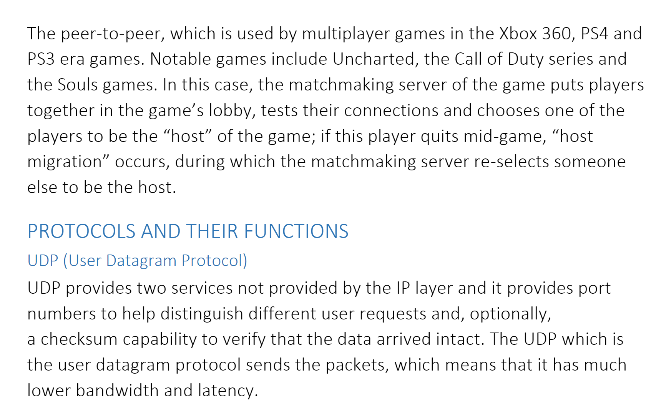 The peer-to-peer, which is used by multiplayer games in the Xbox 360, PS4 and
PS3 era games. Notable games include Uncharted, the Call of Duty series and
the Souls games. In this case, the matchmaking server of the game puts players
together in the game’s lobby, tests their connections and chooses one of the
players to be the “host” of the game; if this player quits mid-game, “host
migration” occurs, during which the matchmaking server re-selects someone
else to be the host.
PROTOCOLS AND THEIR FUNCTIONS
UDP (User Datagram Protocol)
UDP provides two services not provided by the IP layer and it provides port
numbers to help distinguish different user requests and, optionally,
a checksum capability to verify that the data arrived intact. The UDP which is
the user datagram protocol sends the packets, which means that it has much
lower bandwidth and latency.